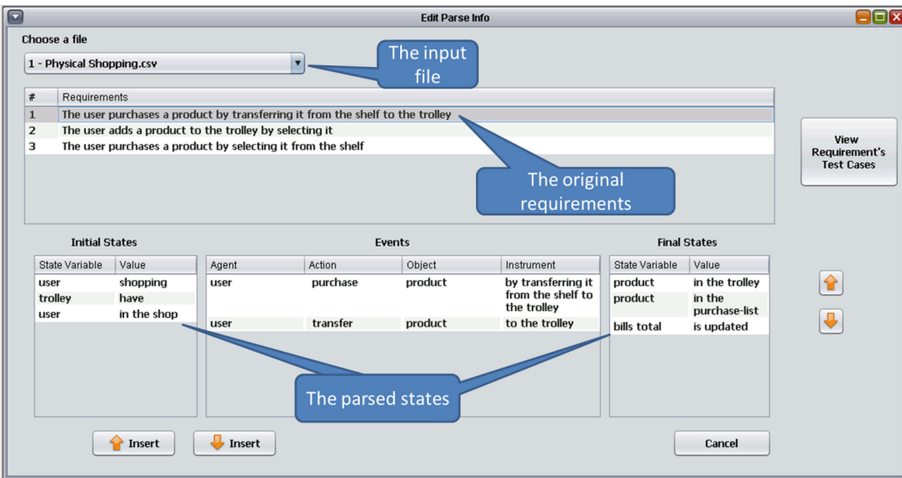 Edit Parse Info
Choose a file
1 - Physical Shopping.csv
The input
file
# Requirements
1 The user purchases a product by transferring it from the shelf to the trolley
2 The user adds a product to the trolley by selecting it
3 The user purchases a product by selecting it from the shelf
View
Requirement's
Test Cases
The original
requirements
Initial States
State Variable Value
user shopping
trolley have
user in the shop
Events
Agent Action Object Instrument
user purchase product by transferring it
from the shelf to
the trolley
user transfer product to the trolley
Final States
State Variable Value
product in the trolley
product in the
purchase-list
bills total is updated
The parsed states
Insert
Insert
Cancel